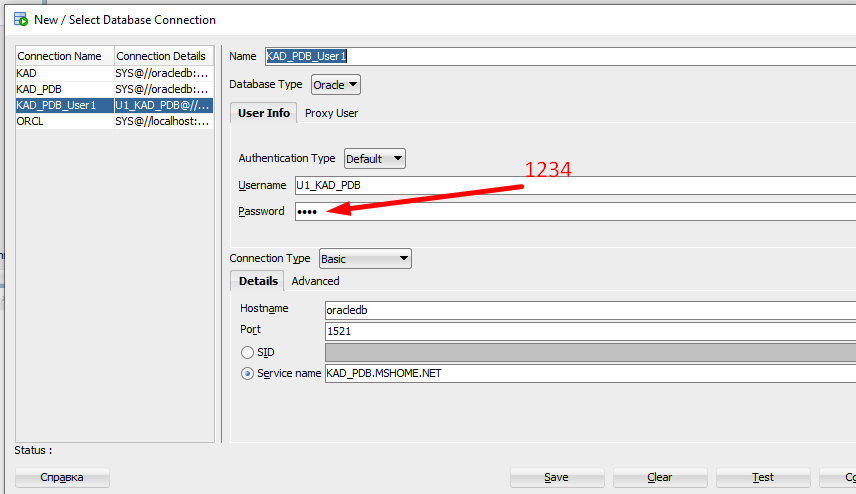 New / Select Database Connection
Connection Name Connection Details
KAD SYS@//oracledb:...
KAD_PDB SYS@//oracledb:...
KAD_PDB_User1 U1_KAD_PDB@//...
ORCL SYS@//localhost:...
Name KAD_PDB_User1
Database Type Oracle
User Info Proxy User
Authentication Type Default
1234
Username U1_KAD_PDB
Password ••••
Connection Type Basic
Details Advanced
Hostname oracledb
Port 1521
SID
Service name KAD_PDB.MSHOME.NET
Status :
Справка Save Clear Test